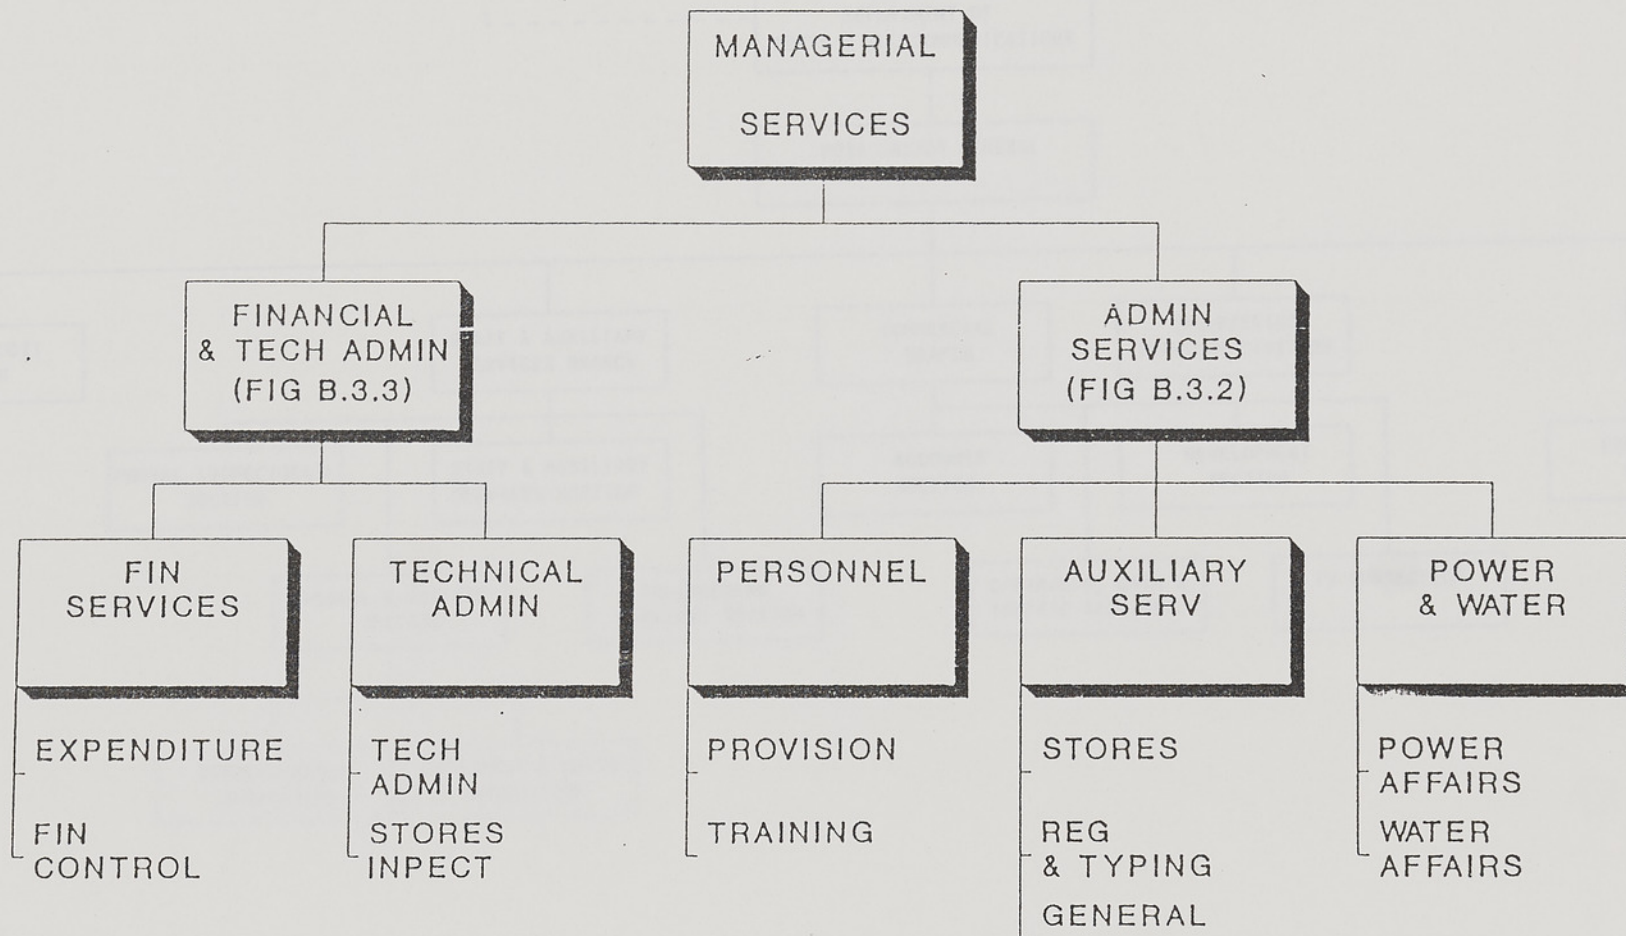 MANAGERIAL
SERVICES
FINANCIAL
& TECH ADMIN
(FIG B.3.3)
ADMIN
SERVICES
(FIG B.3.2)
FIN
SERVICES
TECHNICAL
ADMIN
PERSONNEL
AUXILIARY
SERV
POWER
& WATER
EXPENDITURE
FIN
CONTROL
TECH
ADMIN
STORES
INPECT
PROVISION
TRAINING
STORES
REG
& TYPING
GENERAL
POWER
AFFAIRS
WATER
AFFAIRS